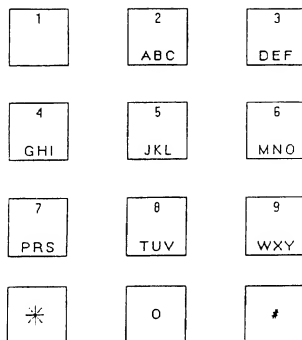 1 2 3
ABC DEF
4 5 6
GHI JKL MNO
7 8 9
PRS TUV WXY
* 0 #